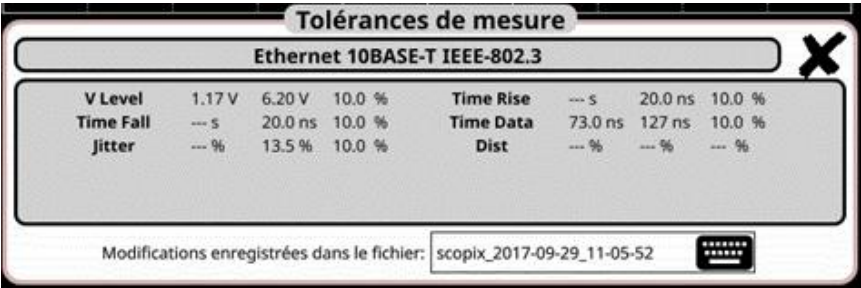 Tolérances de mesure
Ethernet 10BASE-T IEEE-802.3
V Level 1.17 V 6.20 V 10.0 % Time Rise --- s 20.0 ns 10.0 %
Time Fall --- s 20.0 ns 10.0 % Time Data 73.0 ns 127 ns 10.0 %
Jitter --- % 13.5 % 10.0 % Dist --- % --- % --- %
Modifications enregistrées dans le fichier: scopix_2017-09-29_11-05-52